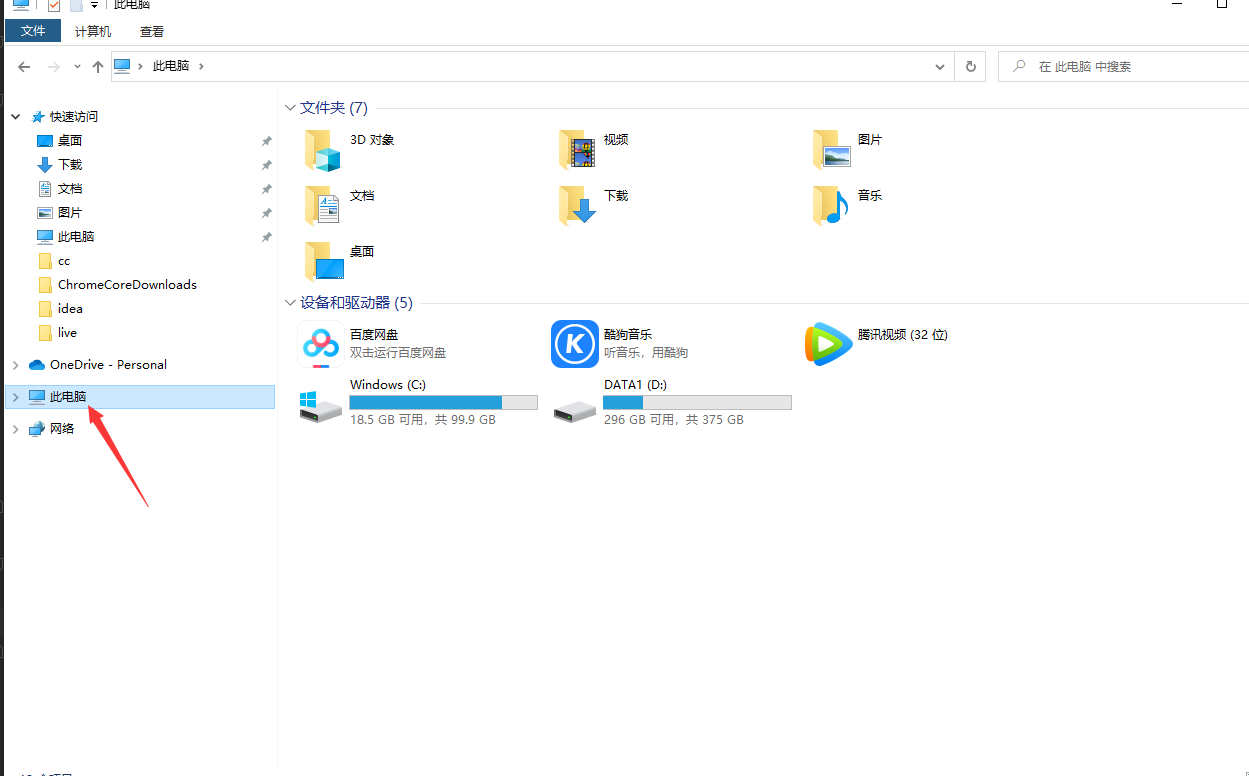 此电脑
文件 计算机 查看
此电脑
在 此电脑 中搜索
快速访问
桌面
下载
文档
图片
此电脑
cc
ChromeCoreDownloads
idea
live
OneDrive - Personal
此电脑
网络
文件夹 (7)
3D 对象
视频
图片
文档
下载
音乐
桌面
设备和驱动器 (5)
百度网盘
双击运行百度网盘
酷狗音乐
听音乐，用酷狗
腾讯视频 (32 位)
Windows (C:)
18.5 GB 可用，共 99.9 GB
DATA1 (D:)
296 GB 可用，共 375 GB